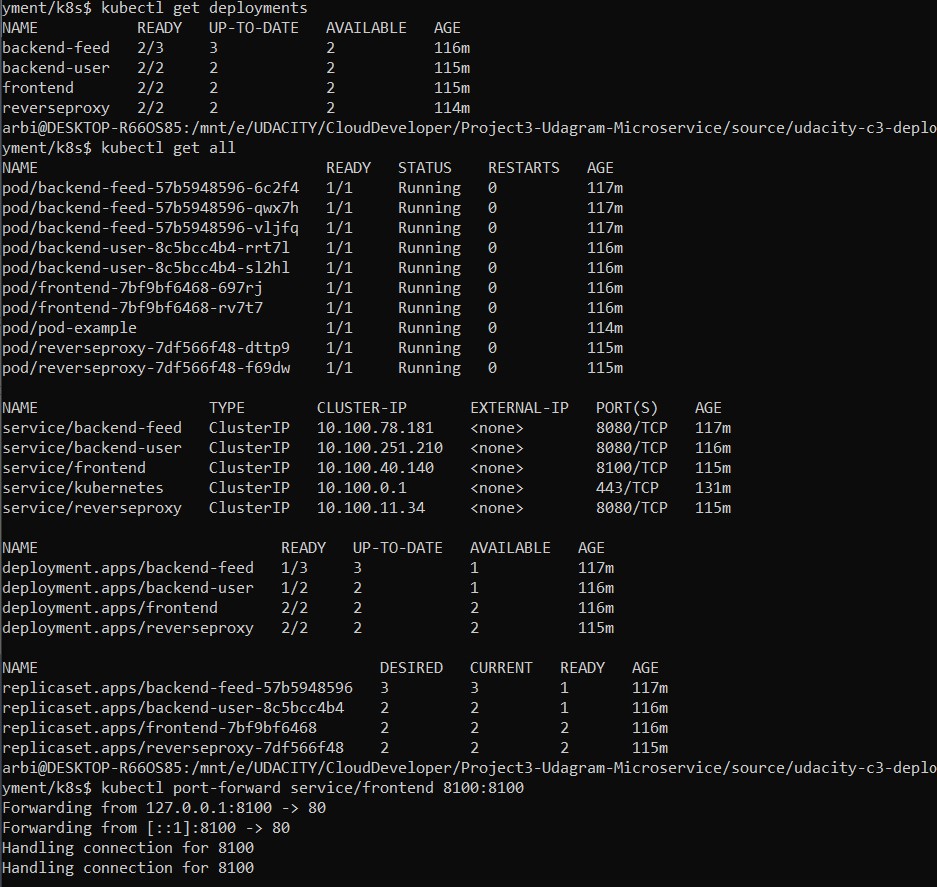 yment/k8s$ kubectl get deployments
NAME           READY   UP-TO-DATE   AVAILABLE   AGE
backend-feed   2/3     3            2           116m
backend-user   2/2     2            2           115m
frontend       2/2     2            2           115m
reverseproxy   2/2     2            2           114m
arbi@DESKTOP-R66OS85:/mnt/e/UDACITY/CloudDeveloper/Project3-Udagram-Microservice/source/udacity-c3-deplo
yment/k8s$ kubectl get all
NAME                                READY   STATUS    RESTARTS   AGE
pod/backend-feed-57b5948596-6c2f4   1/1     Running   0          117m
pod/backend-feed-57b5948596-qwx7h   1/1     Running   0          117m
pod/backend-feed-57b5948596-vljfq   1/1     Running   0          117m
pod/backend-user-8c5bcc4b4-rrt7l    1/1     Running   0          116m
pod/backend-user-8c5bcc4b4-sl2hl    1/1     Running   0          116m
pod/frontend-7bf9bf6468-697rj       1/1     Running   0          116m
pod/frontend-7bf9bf6468-rv7t7       1/1     Running   0          116m
pod/pod-example                     1/1     Running   0          114m
pod/reverseproxy-7df566f48-dttp9    1/1     Running   0          115m
pod/reverseproxy-7df566f48-f69dw    1/1     Running   0          115m
NAME                   TYPE        CLUSTER-IP       EXTERNAL-IP   PORT(S)    AGE
service/backend-feed   ClusterIP   10.100.78.181    <none>        8080/TCP   117m
service/backend-user   ClusterIP   10.100.251.210   <none>        8080/TCP   116m
service/frontend       ClusterIP   10.100.40.140    <none>        8100/TCP   115m
service/kubernetes     ClusterIP   10.100.0.1       <none>        443/TCP    131m
service/reverseproxy   ClusterIP   10.100.11.34     <none>        8080/TCP   115m
NAME                           READY   UP-TO-DATE   AVAILABLE   AGE
deployment.apps/backend-feed   1/3     3            1           117m
deployment.apps/backend-user   1/2     2            1           116m
deployment.apps/frontend       2/2     2            2           116m
deployment.apps/reverseproxy   2/2     2            2           115m
NAME                                      DESIRED   CURRENT   READY   AGE
replicaset.apps/backend-feed-57b5948596   3         3         1       117m
replicaset.apps/backend-user-8c5bcc4b4    2         2         1       116m
replicaset.apps/frontend-7bf9bf6468       2         2         2       116m
replicaset.apps/reverseproxy-7df566f48    2         2         2       115m
arbi@DESKTOP-R66OS85:/mnt/e/UDACITY/CloudDeveloper/Project3-Udagram-Microservice/source/udacity-c3-deplo
yment/k8s$ kubectl port-forward service/frontend 8100:8100
Forwarding from 127.0.0.1:8100 -> 80
Forwarding from [::1]:8100 -> 80
Handling connection for 8100
Handling connection for 8100